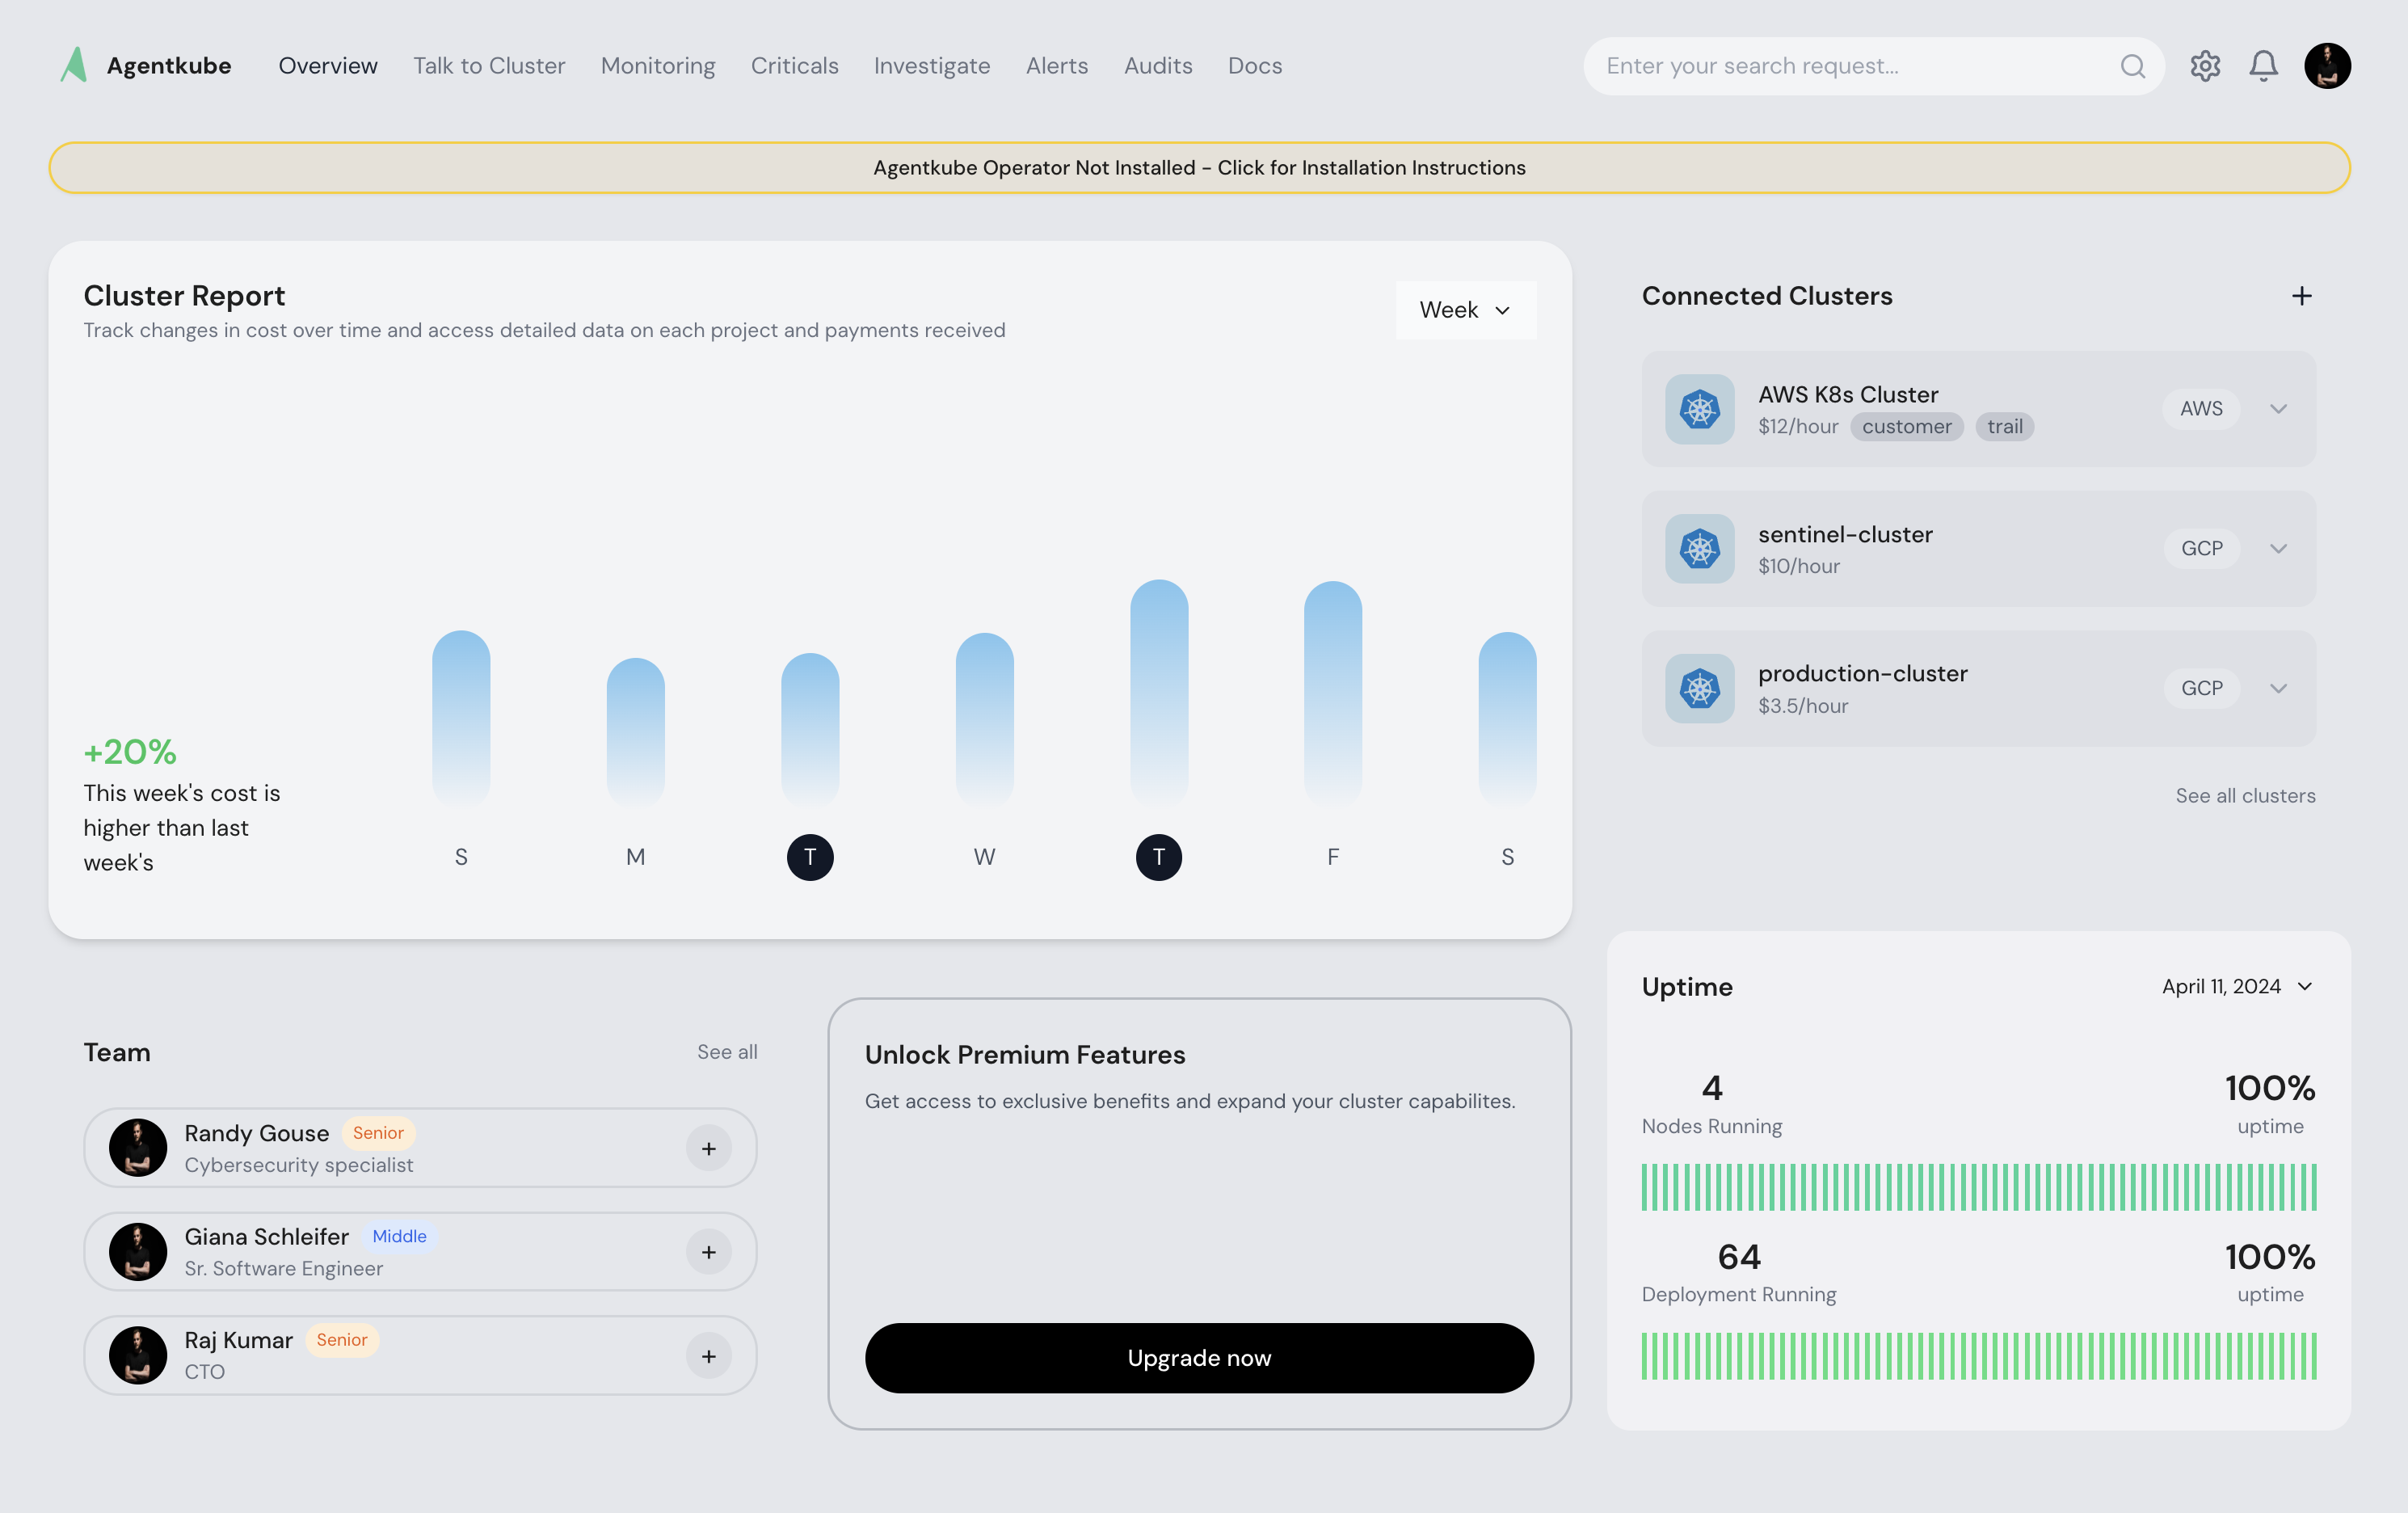 Agentkube
Overview
Talk to Cluster
Monitoring
Criticals
Investigate
Alerts
Audits
Docs
Enter your search request...
Agentkube Operator Not Installed - Click for Installation Instructions
Cluster Report
Track changes in cost over time and access detailed data on each project and payments received
Week
+20%
This week's cost is
higher than last
week's
S
M
T
W
T
F
S
Connected Clusters
AWS K8s Cluster
$12/hour
customer
trail
AWS
sentinel-cluster
$10/hour
GCP
production-cluster
$3.5/hour
GCP
See all clusters
Team
See all
Randy Gouse
Senior
Cybersecurity specialist
Giana Schleifer
Middle
Sr. Software Engineer
Raj Kumar
Senior
CTO
Unlock Premium Features
Get access to exclusive benefits and expand your cluster capabilites.
Upgrade now
Uptime
April 11, 2024
4
Nodes Running
100%
uptime
64
Deployment Running
100%
uptime